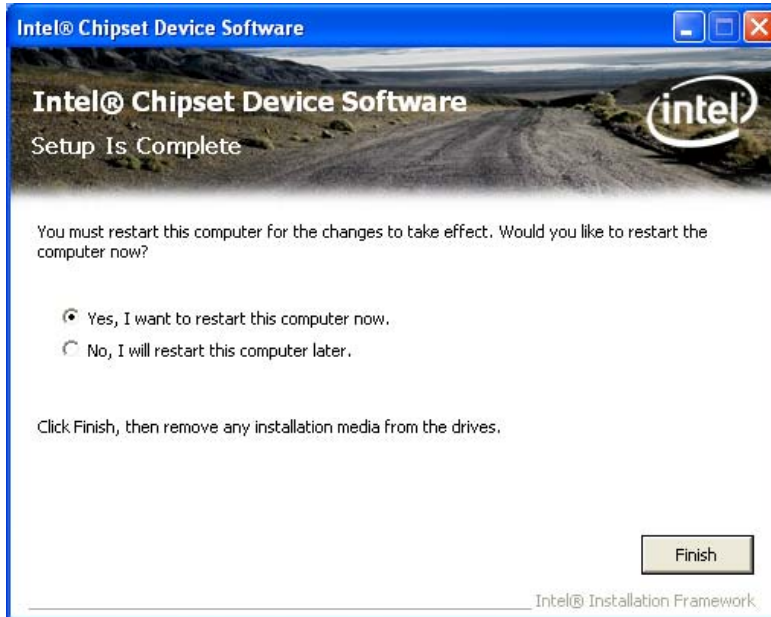 Intel® Chipset Device Software
Intel® Chipset Device Software
Setup Is Complete
intel
You must restart this computer for the changes to take effect. Would you like to restart the
computer now?
Yes, I want to restart this computer now.
No, I will restart this computer later.
Click Finish, then remove any installation media from the drives.
Finish
Intel® Installation Framework